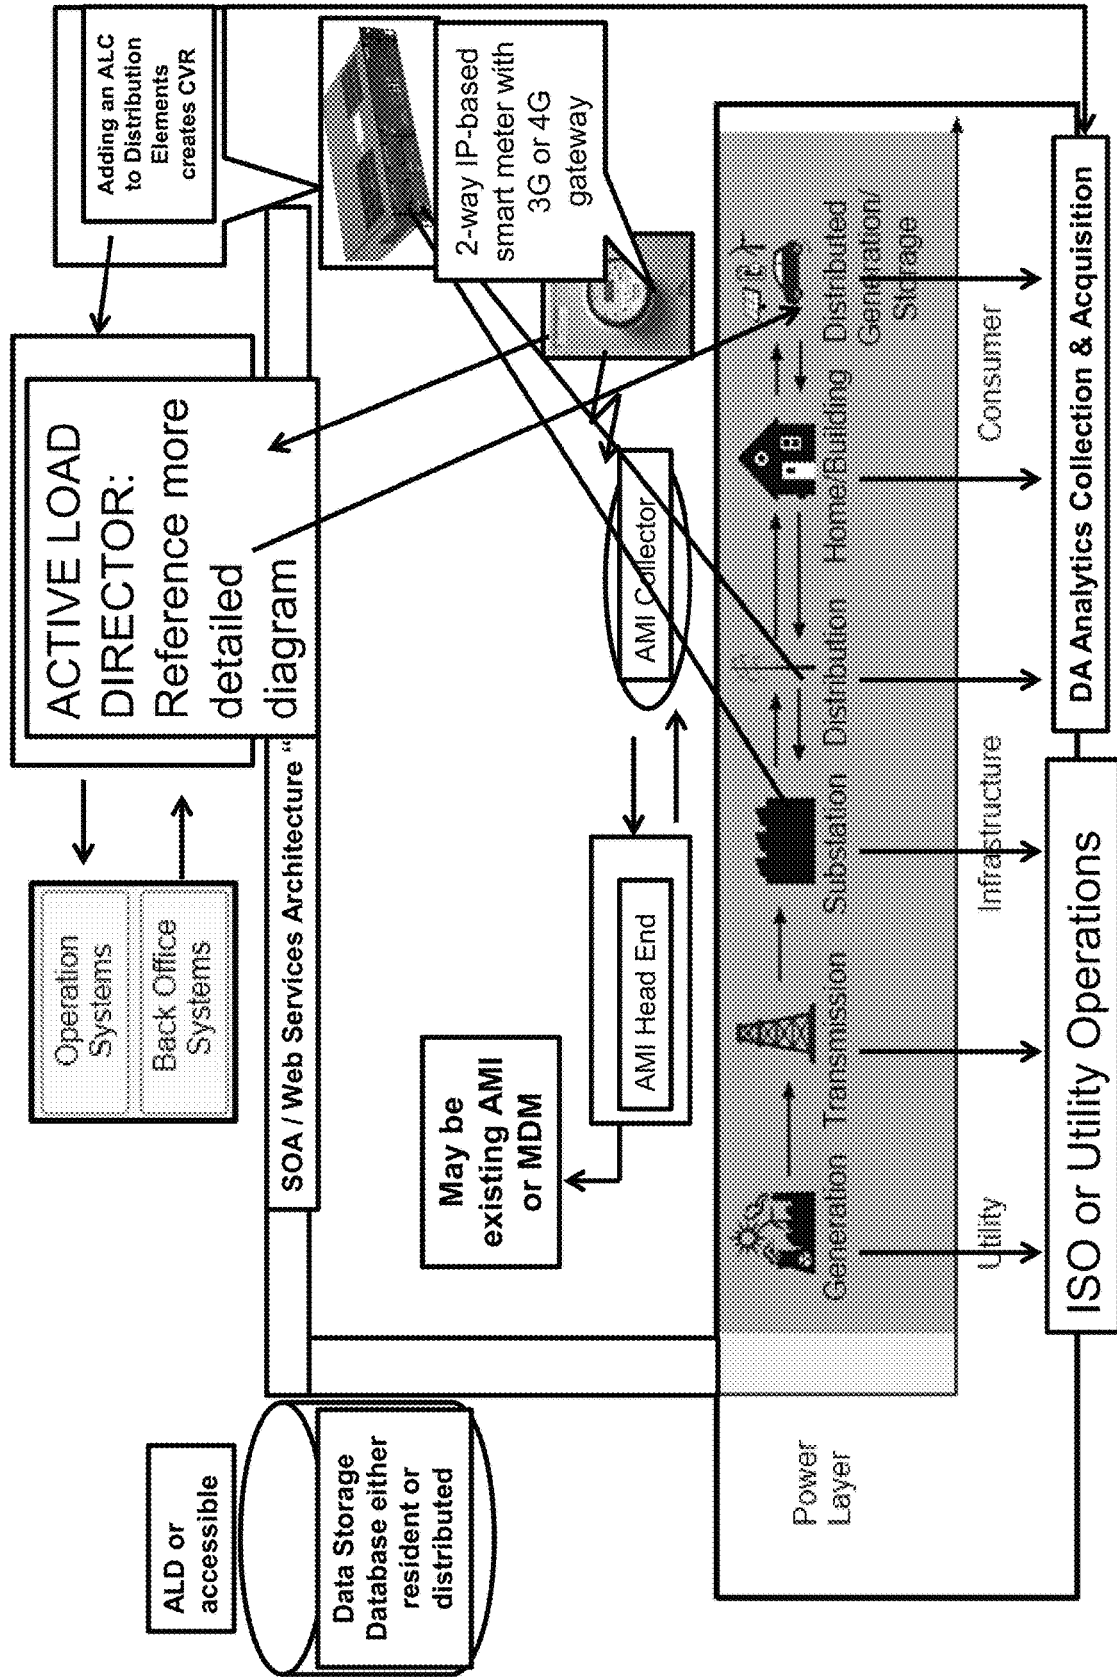 ALD or
accessible
Data Storage
Database either
resident or
distributed
Operation
Systems
Back Office
Systems
ACTIVE LOAD
DIRECTOR:
Reference more
detailed
diagram
Adding an ALC
to Distribution
Elements
creates CVR
SOA / Web Services Architecture “
2-way IP-based
smart meter with
3G or 4G
gateway
May be
existing AMI
or MDM
AMI Head End
AMI Collector
Power
Layer
Generation Transmission Substation Distribution Home/Building Distributed
Generation/
Storage
Utility Infrastructure Consumer
ISO or Utility Operations
DA Analytics Collection & Acquisition